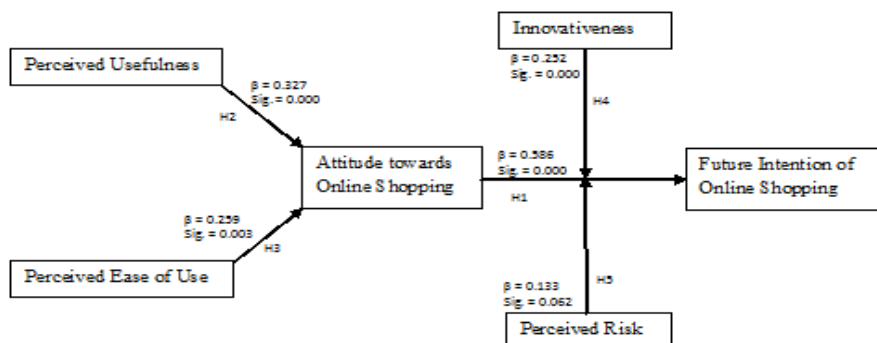 Innovativeness
β = 0.252
Sig. = 0.000
H4
Perceived Usefulness
β = 0.327
Sig. = 0.000
H2
Attitude towards
Online Shopping
β = 0.586
Sig. = 0.000
H1
Future Intention of
Online Shopping
β = 0.259
Sig. = 0.003
H3
Perceived Ease of Use
β = 0.133
Sig. = 0.062
H5
Perceived Risk